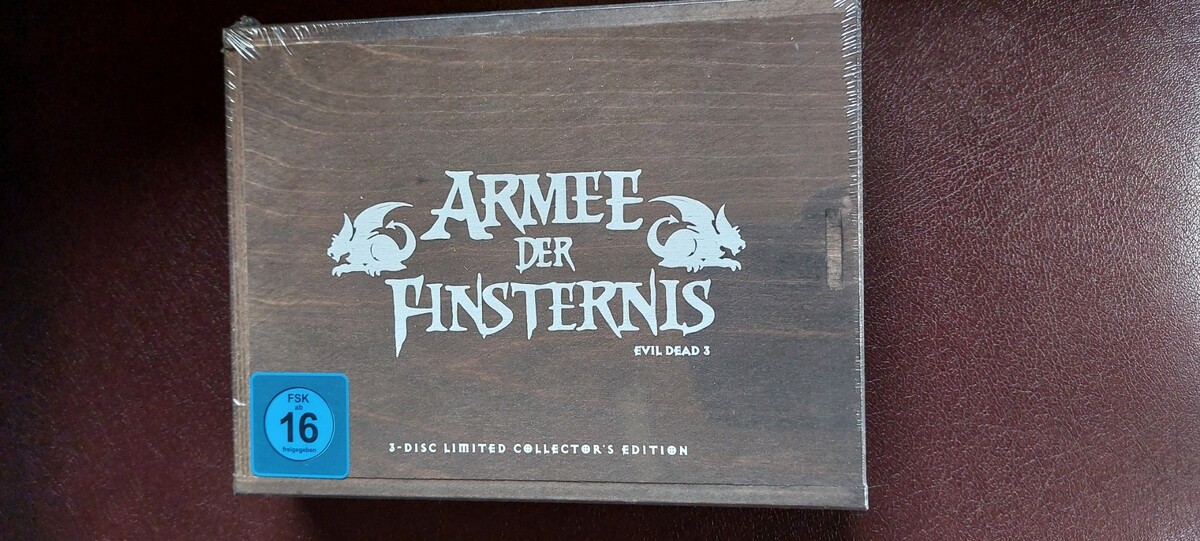 ARMEE
DER
FINSTERNIS
EVIL DEAD 3
FSK
ab
16
freigegeben
3-DISC LIMITED COLLECTOR'S EDITION